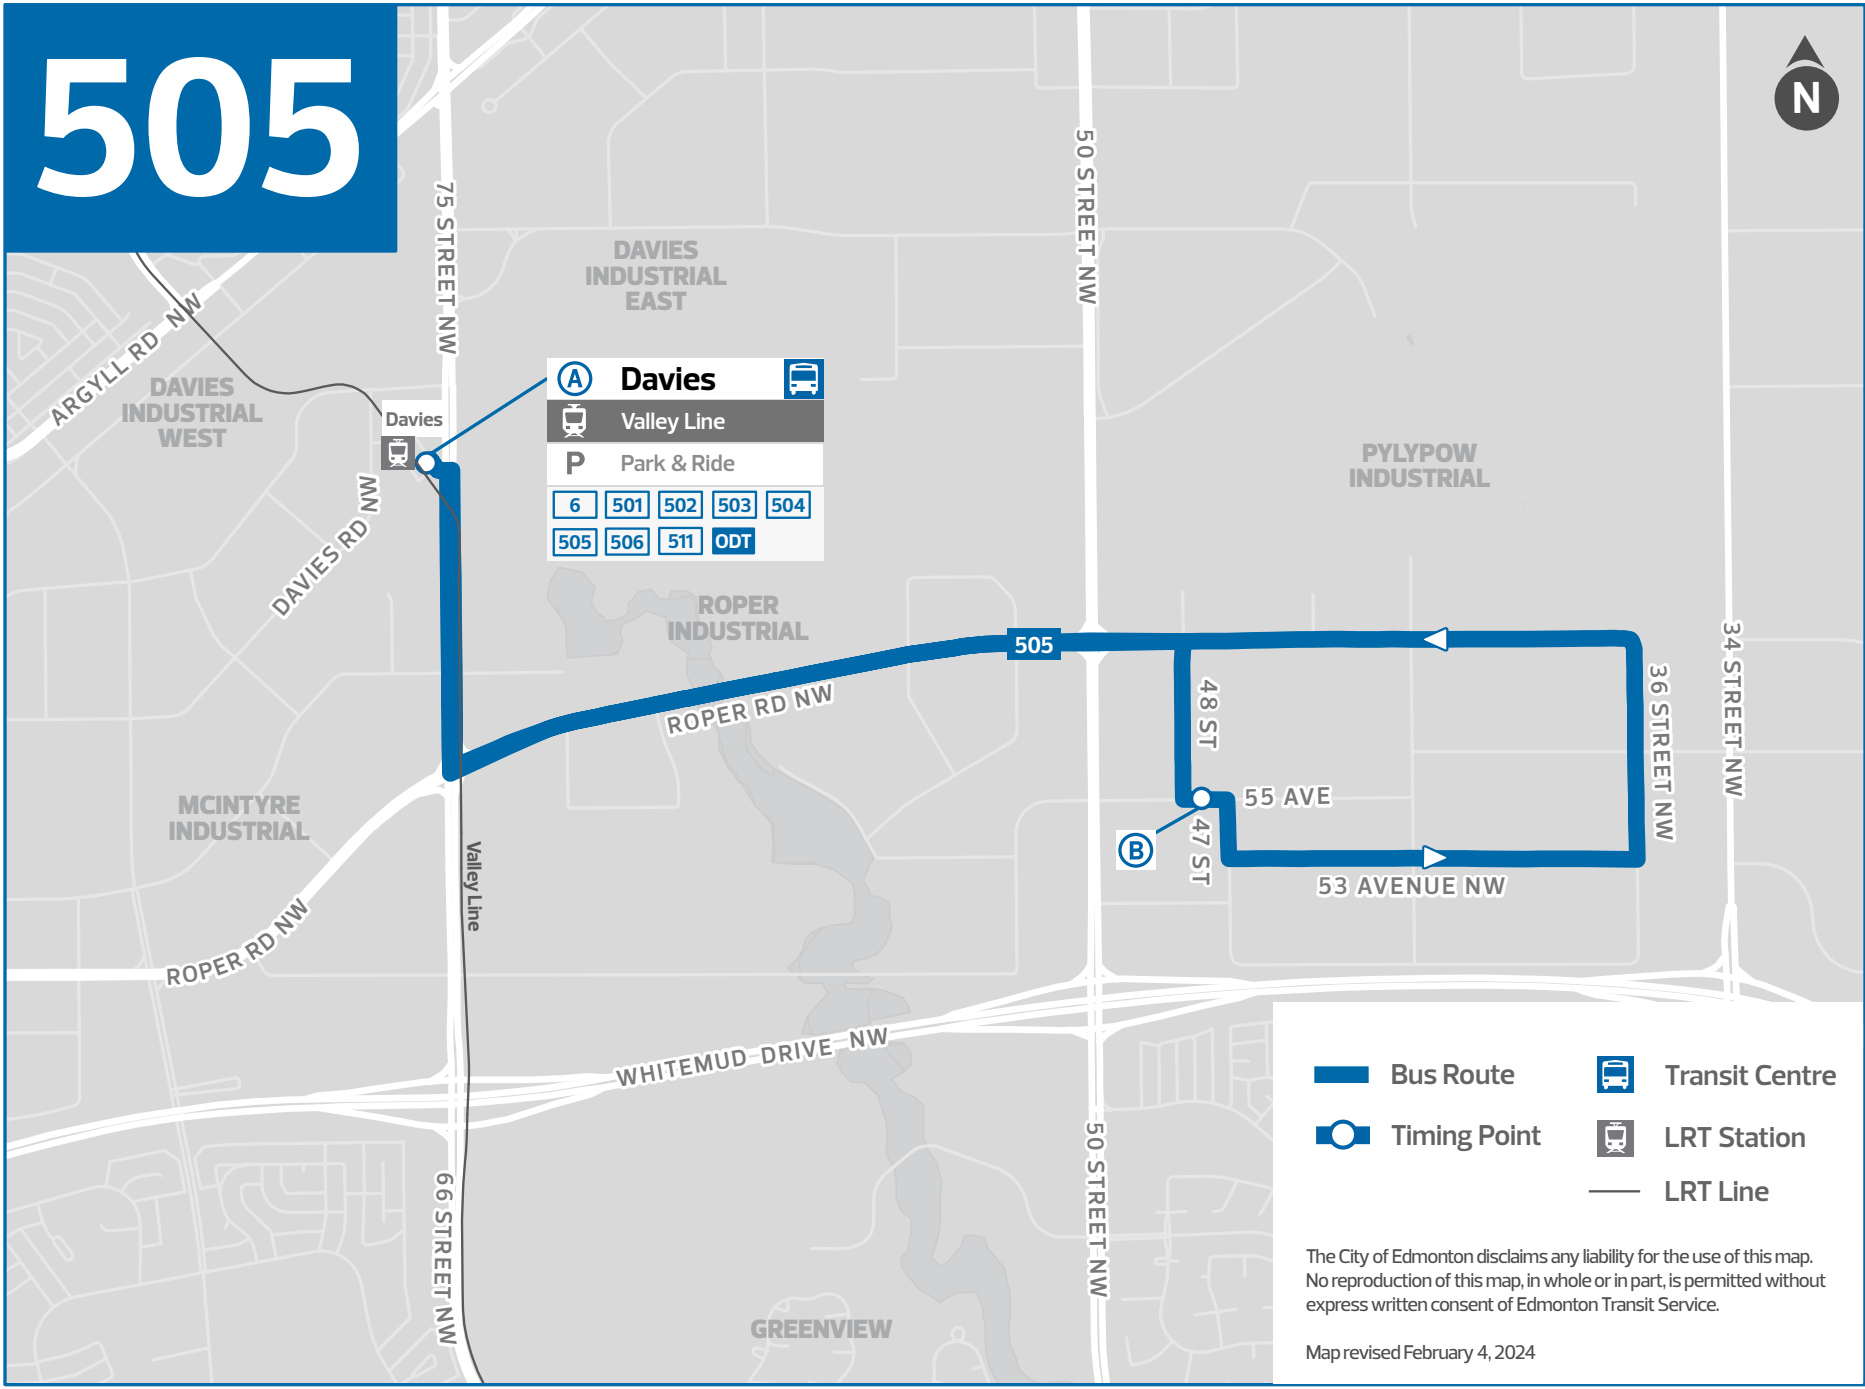 505
N
75 STREET NW
50 STREET NW
DAVIES
INDUSTRIAL
EAST
ARGYLL RD NW
DAVIES
INDUSTRIAL
WEST
Davies
A Davies
Valley Line
P Park & Ride
6 501 502 503 504
505 506 511 ODT
DAVIES RD NW
PYLYPOW
INDUSTRIAL
ROPER
INDUSTRIAL
505
ROPER RD NW
48 ST
36 STREET NW
34 STREET NW
55 AVE
B
47 ST
53 AVENUE NW
MCINTYRE
INDUSTRIAL
Valley Line
ROPER RD NW
WHITEMUD DRIVE NW
66 STREET NW
50 STREET NW
GREENVIEW
Bus Route
Transit Centre
Timing Point
LRT Station
LRT Line
The City of Edmonton disclaims any liability for the use of this map.
No reproduction of this map, in whole or in part, is permitted without
express written consent of Edmonton Transit Service.
Map revised February 4, 2024